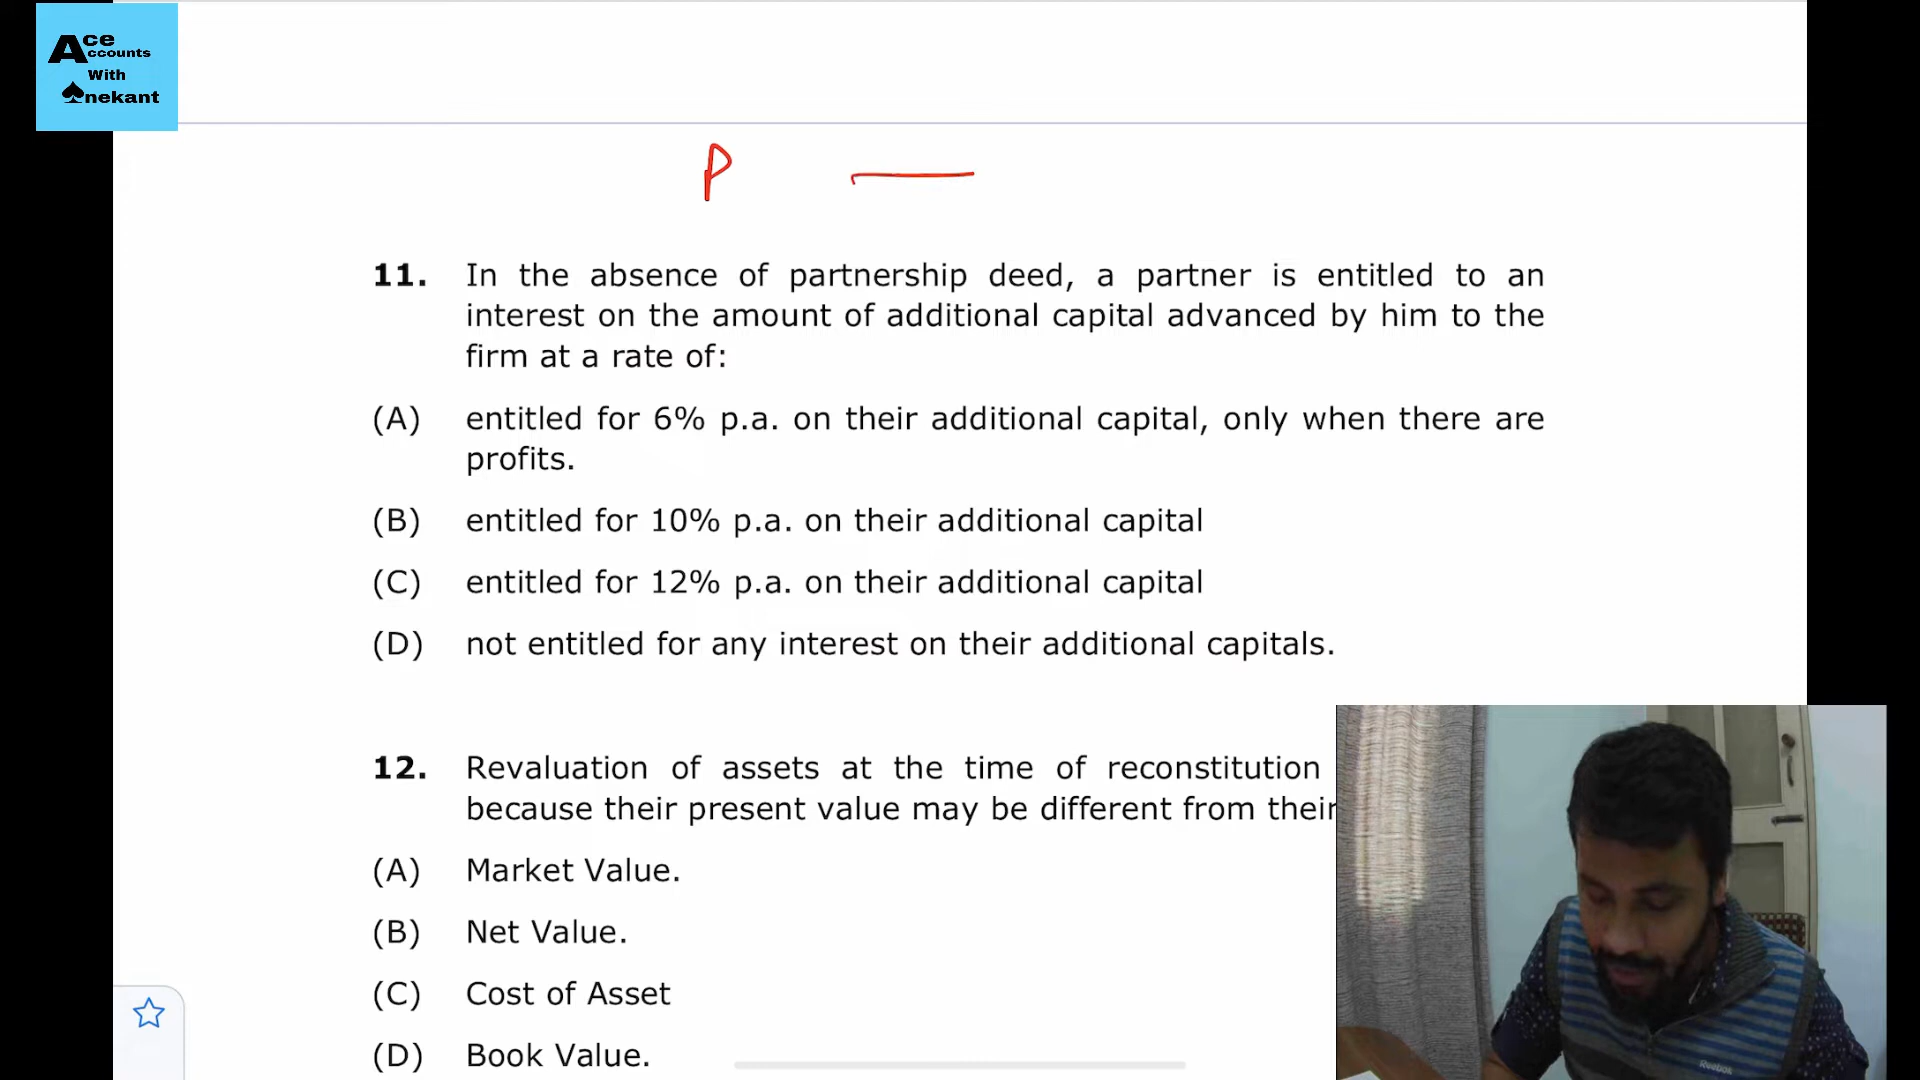 Ace
Accounts
With
Anekant
P
11. In the absence of partnership deed, a partner is entitled to an
interest on the amount of additional capital advanced by him to the
firm at a rate of:
(A) entitled for 6% p.a. on their additional capital, only when there are
profits.
(B) entitled for 10% p.a. on their additional capital
(C) entitled for 12% p.a. on their additional capital
(D) not entitled for any interest on their additional capitals.
12. Revaluation of assets at the time of reconstitution
because their present value may be different from their
(A) Market Value.
(B) Net Value.
(C) Cost of Asset
(D) Book Value.
Reebok